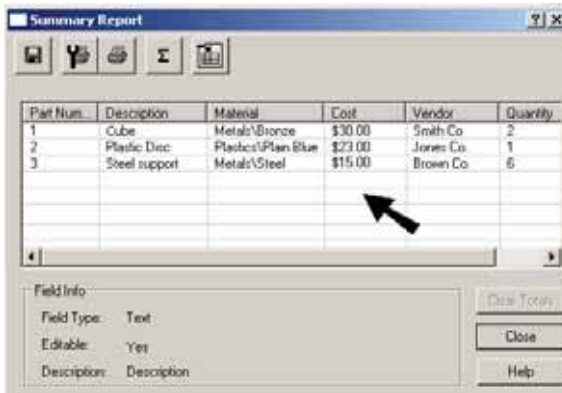 Summary Report
Σ
Part Num... Description Material Cost Vendor Quantity
1 Cube Metals\Bronze $30.00 Smith Co 2
2 Plastic Disc Plastics\Plain Blue $23.00 Jones Co 1
3 Steel support Metals\Steel $15.00 Brown Co 6
Field Info
Clear Totals
Field Type: Text
Close
Editable: Yes
Description: Description
Help